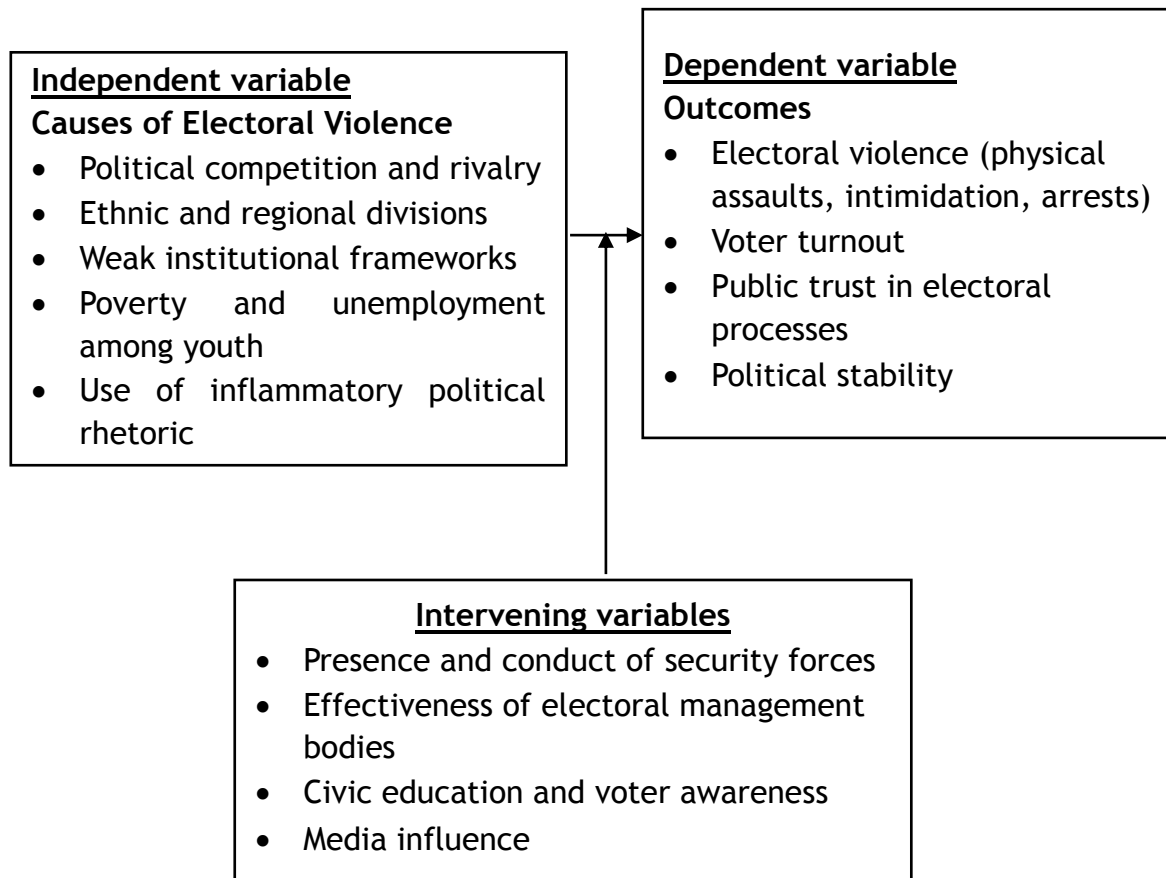 Independent variable
Causes of Electoral Violence
• Political competition and rivalry
• Ethnic and regional divisions
• Weak institutional frameworks
• Poverty and unemployment
among youth
• Use of inflammatory political
rhetoric
Dependent variable
Outcomes
• Electoral violence (physical
assaults, intimidation, arrests)
• Voter turnout
• Public trust in electoral
processes
• Political stability
Intervening variables
• Presence and conduct of security forces
• Effectiveness of electoral management
bodies
• Civic education and voter awareness
• Media influence